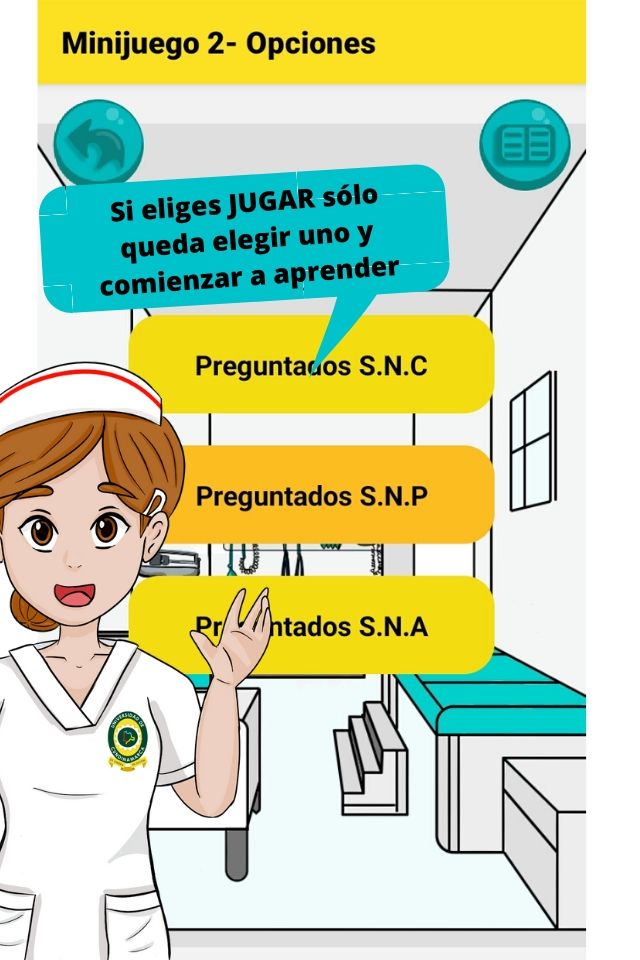 Minijuego 2- Opciones
Si eliges JUGAR sólo
queda elegir uno y
comienzar a aprender
Preguntados S.N.C
Preguntados S.N.P
Pr ntados S.N.A
UNIVERSIDAD DE
CUNDINAMARCA